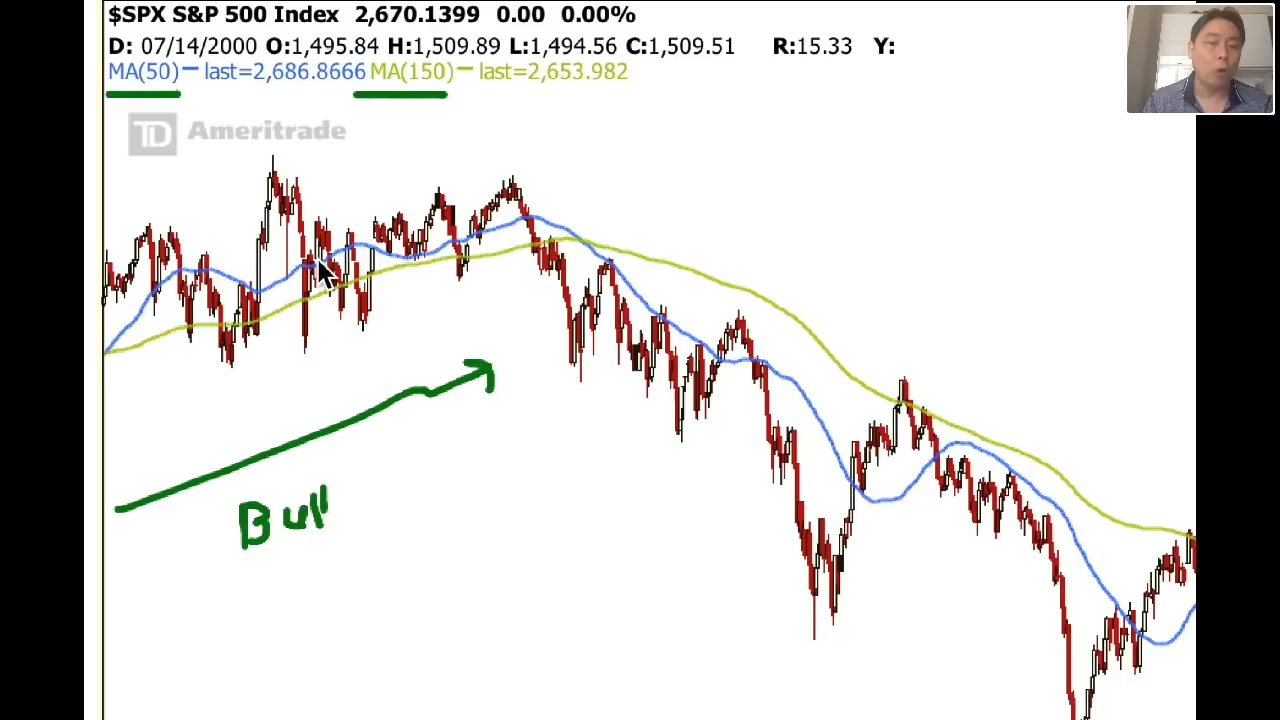 $SPX S&P 500 Index 2,670.1399 0.00 0.00%
D: 07/14/2000 O:1,495.84 H:1,509.89 L:1,494.56 C:1,509.51 R:15.33 Y:
MA(50) last=2,686.8666 MA(150) last=2,653.982
TD Ameritrade
Bull